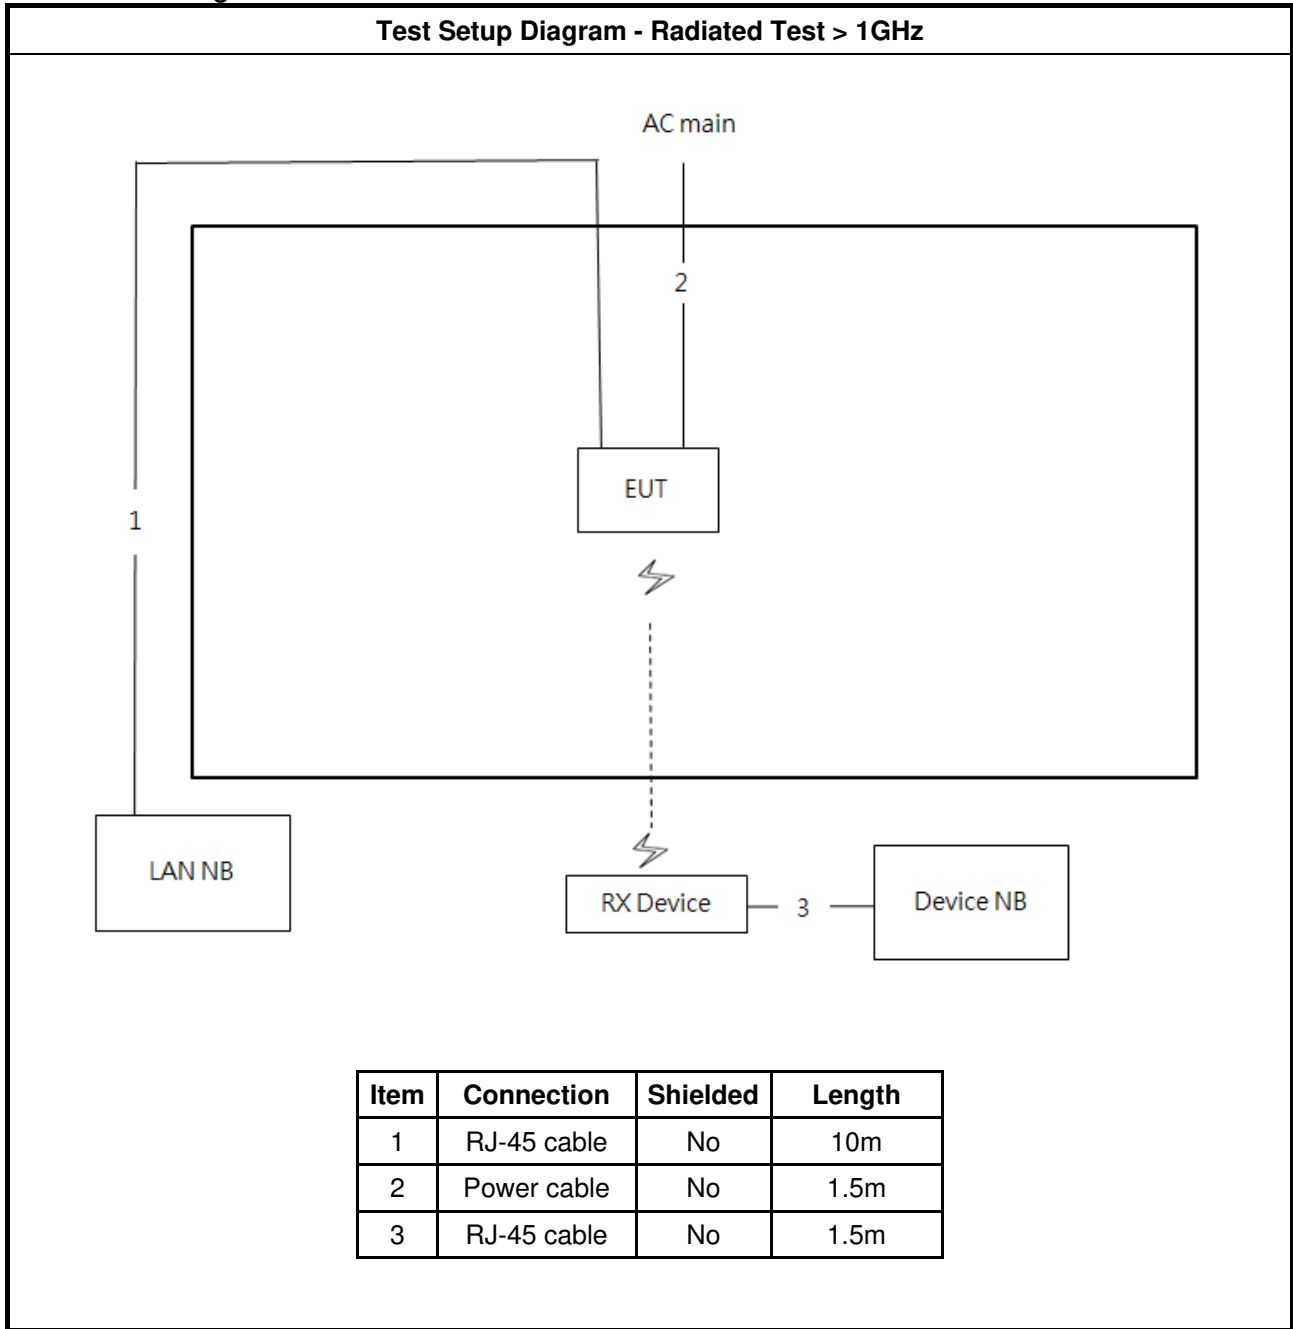 Test Setup Diagram - Radiated Test > 1GHz
AC main
2
1
EUT
LAN NB
RX Device
3
Device NB
Item Connection Shielded Length
1 RJ-45 cable No 10m
2 Power cable No 1.5m
3 RJ-45 cable No 1.5m